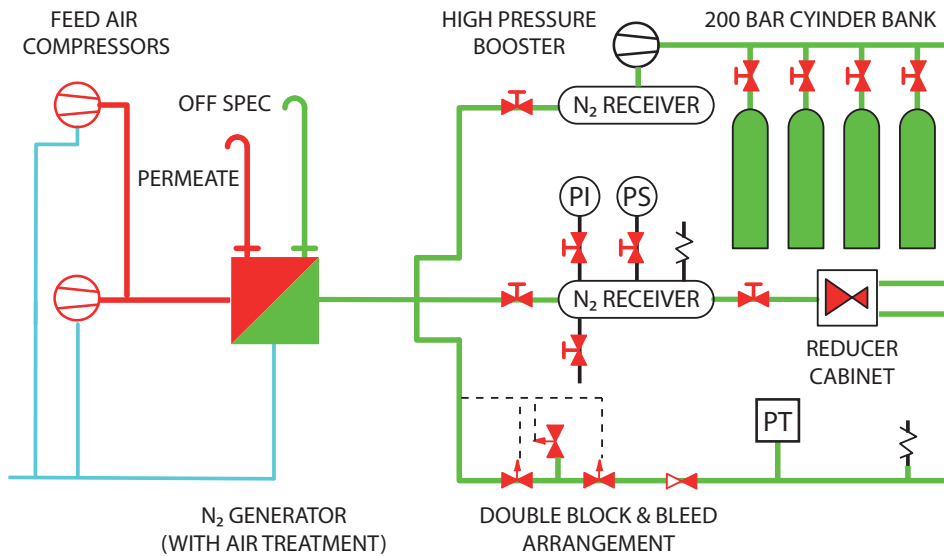 FEED AIR
COMPRESSORS
HIGH PRESSURE
BOOSTER
200 BAR CYINDER BANK
OFF SPEC
PERMEATE
N₂ RECEIVER
PI
PS
N₂ RECEIVER
REDUCER
CABINET
PT
N₂ GENERATOR
(WITH AIR TREATMENT)
DOUBLE BLOCK & BLEED
ARRANGEMENT